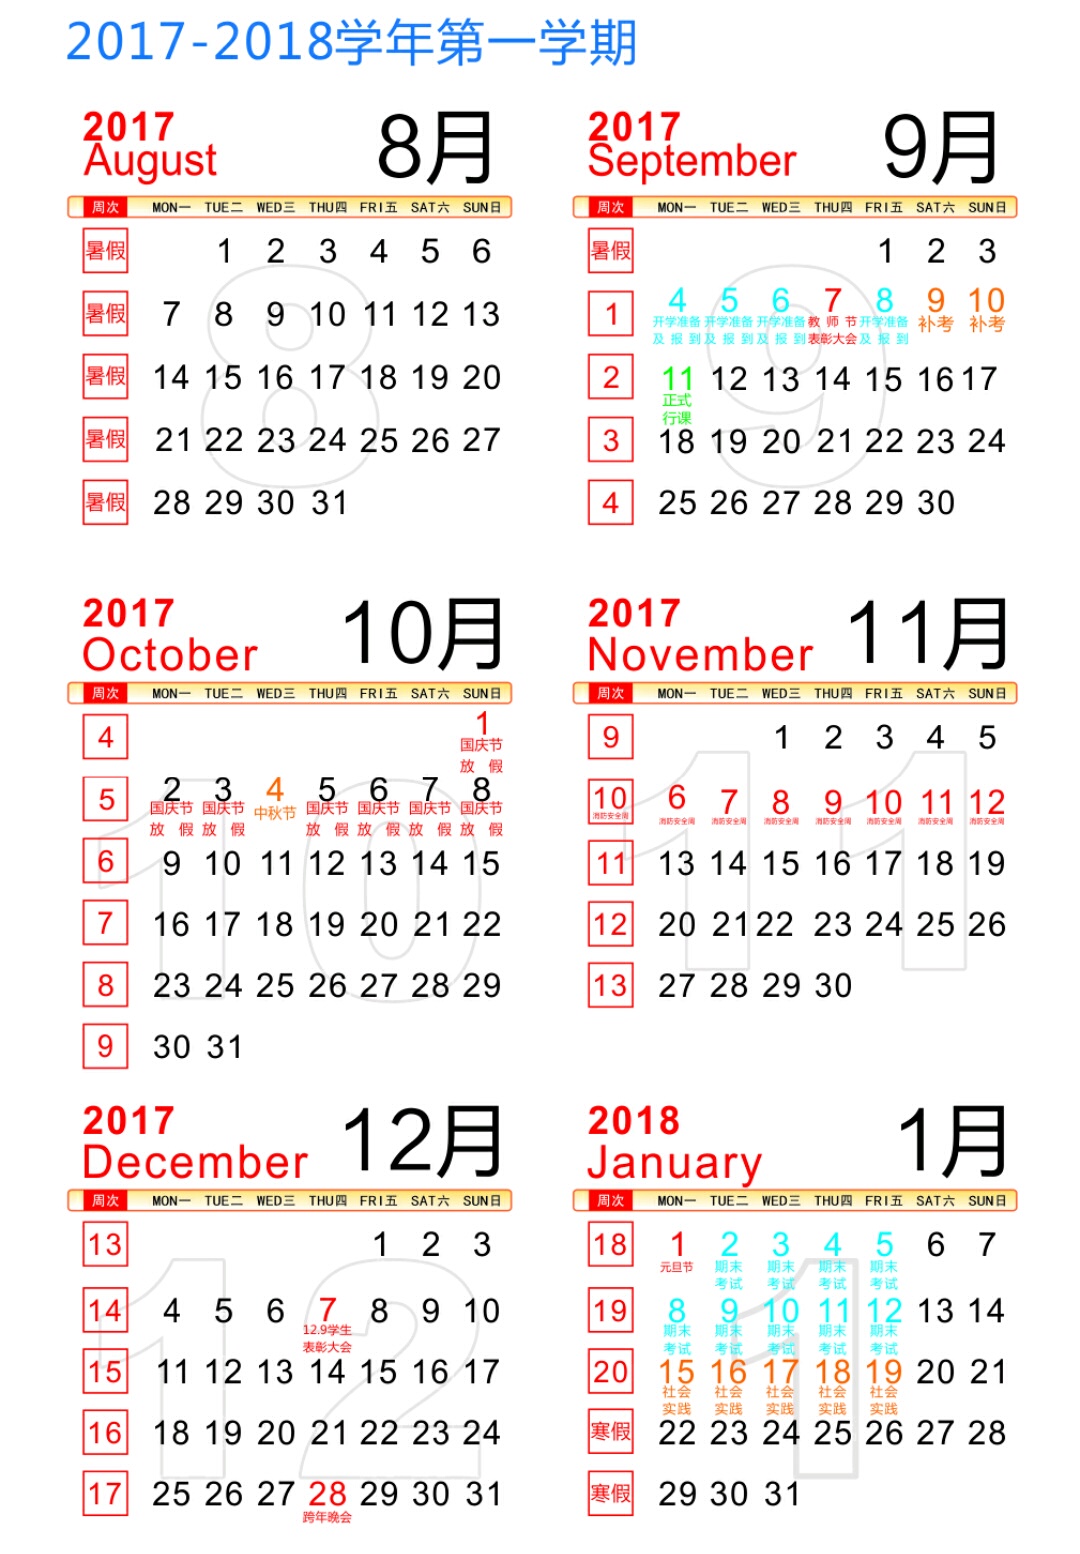 2017-2018学年第一学期
2017
August
8月
周次 MON一 TUE二 WED三 THU四 FRI五 SAT六 SUN日
暑假 1 2 3 4 5 6
暑假 7 8 9 10 11 12 13
暑假 14 15 16 17 18 19 20
暑假 21 22 23 24 25 26 27
暑假 28 29 30 31
8
2017
September
9月
周次 MON一 TUE二 WED三 THU四 FRI五 SAT六 SUN日
暑假 1 2 3
1 4 5 6 7 8 9 10
开学准备 开学准备 开学准备 教师节 开学准备 补考 补考
及报到 及报到 及报到 表彰大会 及报到
2 11 12 13 14 15 16 17
正式
行课
3 18 19 20 21 22 23 24
4 25 26 27 28 29 30
9
2017
October
10月
周次 MON一 TUE二 WED三 THU四 FRI五 SAT六 SUN日
4 1
国庆节
放假
5 2 3 4 5 6 7 8
国庆节 国庆节 中秋节 国庆节 国庆节 国庆节 国庆节
放假 放假 放假 放假 放假 放假
6 9 10 11 12 13 14 15
7 16 17 18 19 20 21 22
8 23 24 25 26 27 28 29
9 30 31
10
2017
November
11月
周次 MON一 TUE二 WED三 THU四 FRI五 SAT六 SUN日
9 1 2 3 4 5
10 6 7 8 9 10 11 12
消防安全周 消防安全周 消防安全周 消防安全周 消防安全周 消防安全周 消防安全周 消防安全周
11 13 14 15 16 17 18 19
12 20 21 22 23 24 25 26
13 27 28 29 30
11
2017
December
12月
周次 MON一 TUE二 WED三 THU四 FRI五 SAT六 SUN日
13 1 2 3
14 4 5 6 7 8 9 10
12.9学生
表彰大会
15 11 12 13 14 15 16 17
16 18 19 20 21 22 23 24
17 25 26 27 28 29 30 31
跨年晚会
12
2018
January
1月
周次 MON一 TUE二 WED三 THU四 FRI五 SAT六 SUN日
18 1 2 3 4 5 6 7
元旦节 期末 期末 期末 期末
考试 考试 考试 考试
19 8 9 10 11 12 13 14
期末 期末 期末 期末 期末
考试 考试 考试 考试 考试
20 15 16 17 18 19 20 21
社会 社会 社会 社会 社会
实践 实践 实践 实践 实践
寒假 22 23 24 25 26 27 28
寒假 29 30 31
1